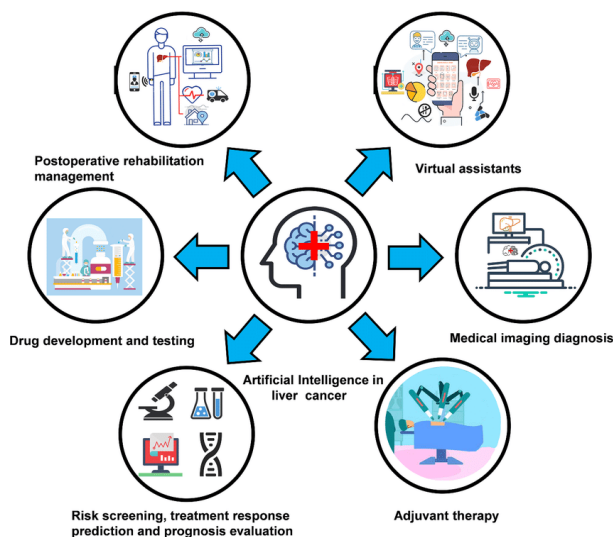 Postoperative rehabilitation
management
Virtual assistants
Drug development and testing
Medical imaging diagnosis
Artificial Intelligence in
liver cancer
Risk screening, treatment response
prediction and prognosis evaluation
Adjuvant therapy